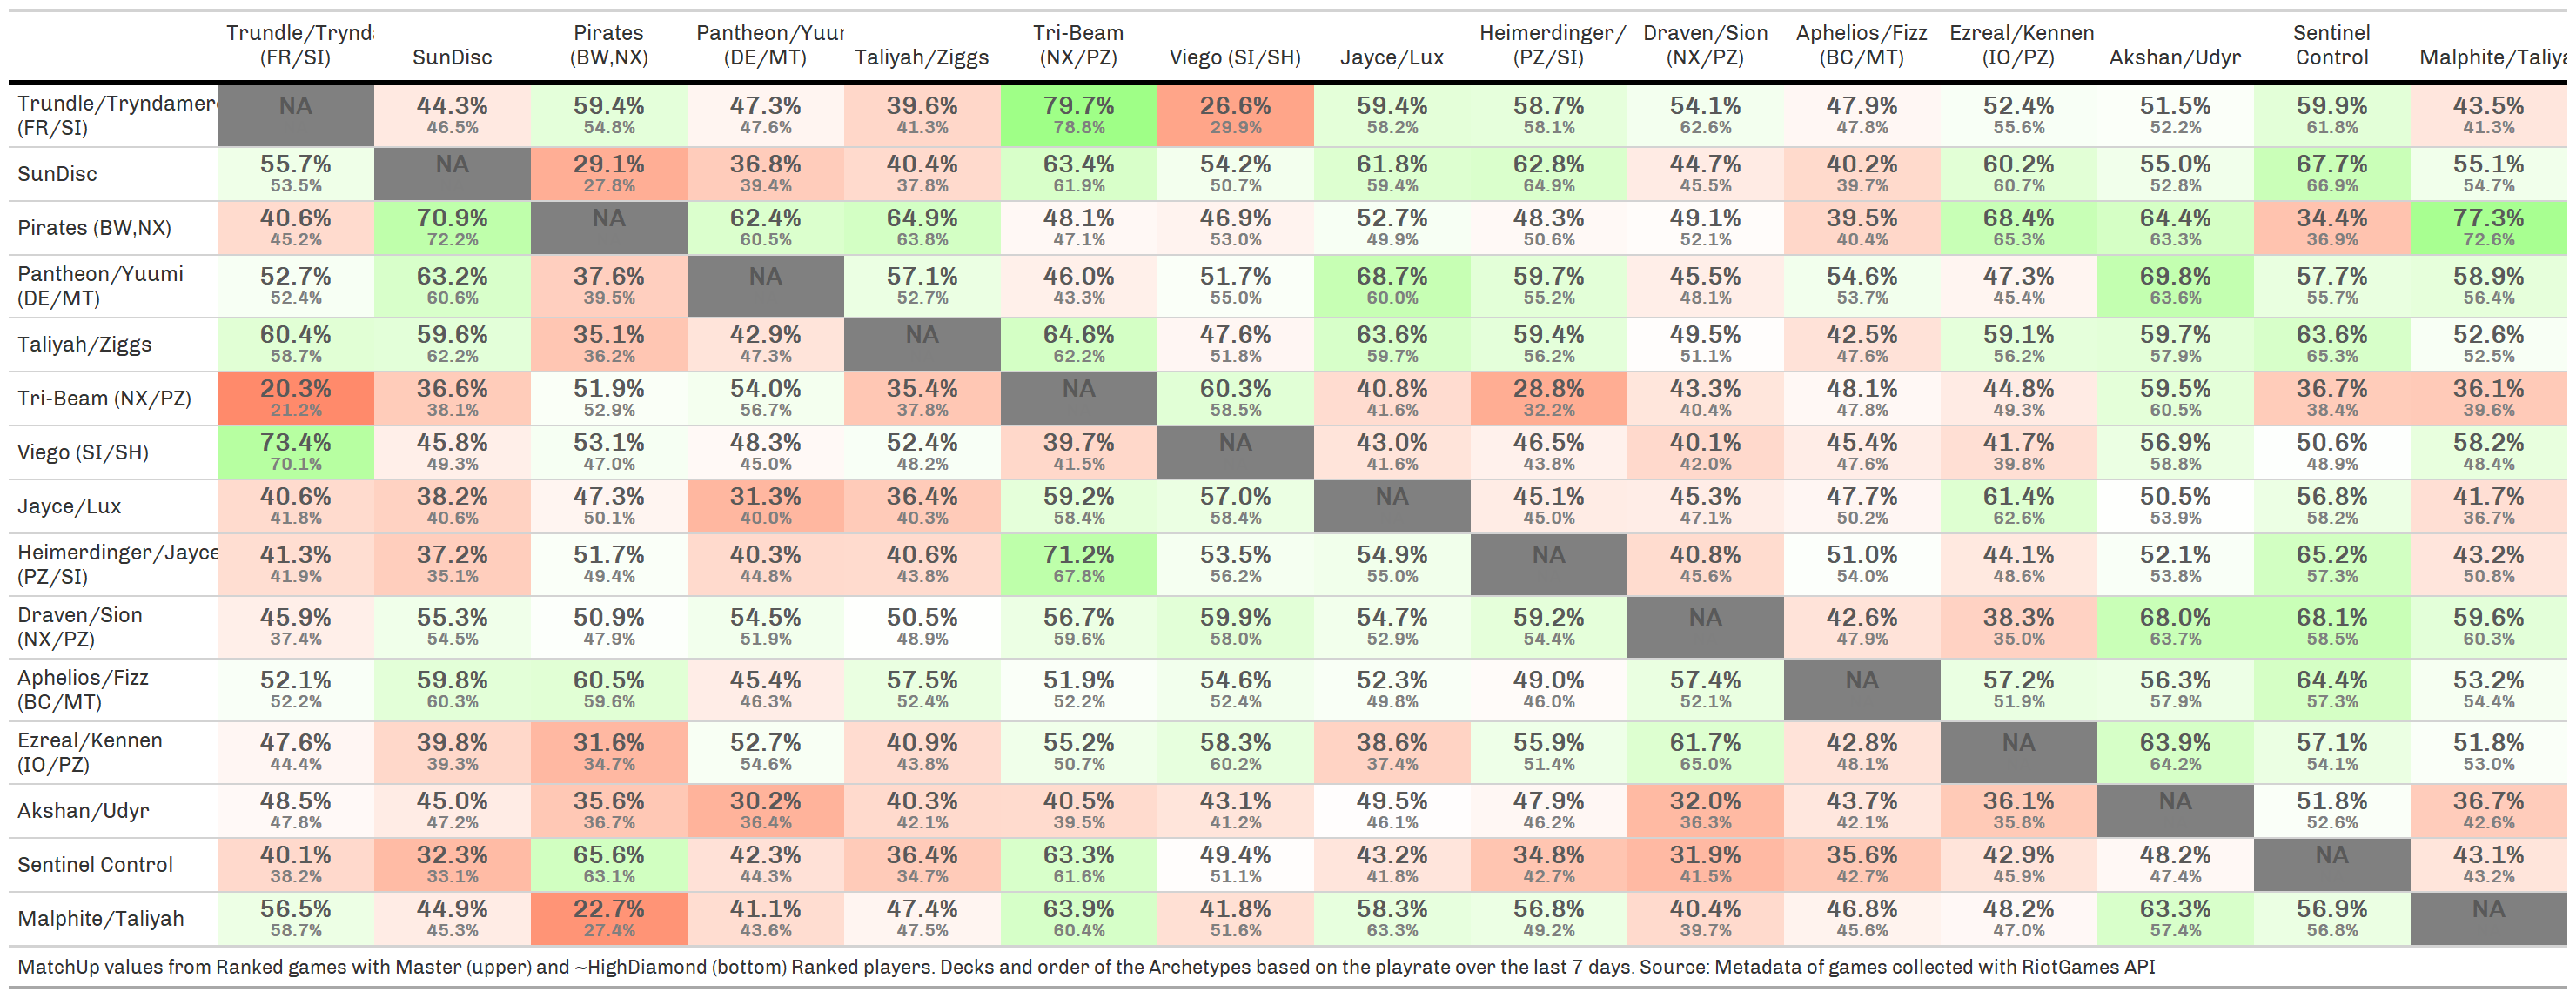 Trundle/Trynd
(FR/SI)
SunDisc
Pirates
(BW,NX)
Pantheon/Yuur
(DE/MT)
Taliyah/Ziggs
Tri-Beam
(NX/PZ)
Viego (SI/SH)
Jayce/Lux
Heimerdinger/
(PZ/SI)
Draven/Sion
(NX/PZ)
Aphelios/Fizz
(BC/MT)
Ezreal/Kennen
(IO/PZ)
Akshan/Udyr
Sentinel
Control
Malphite/Taliya
Trundle/Tryndamer
(FR/SI)
NA 44.3% 59.4% 47.3% 39.6% 79.7% 26.6% 59.4% 58.7% 54.1% 47.9% 52.4% 51.5% 59.9% 43.5%
46.5% 54.8% 47.6% 41.3% 78.8% 29.9% 58.2% 58.1% 62.6% 47.8% 55.6% 52.2% 61.8% 41.3%
SunDisc
55.7% NA 29.1% 36.8% 40.4% 63.4% 54.2% 61.8% 62.8% 44.7% 40.2% 60.2% 55.0% 67.7% 55.1%
53.5% 27.8% 39.4% 37.8% 61.9% 50.7% 59.4% 64.9% 45.5% 39.7% 60.7% 52.8% 66.9% 54.7%
Pirates (BW,NX)
40.6% 70.9% NA 62.4% 64.9% 48.1% 46.9% 52.7% 48.3% 49.1% 39.5% 68.4% 64.4% 34.4% 77.3%
45.2% 72.2% 60.5% 63.8% 47.1% 53.0% 49.9% 50.6% 52.1% 40.4% 65.3% 63.3% 36.9% 72.6%
Pantheon/Yuumi
(DE/MT)
52.7% 63.2% 37.6% NA 57.1% 46.0% 51.7% 68.7% 59.7% 45.5% 54.6% 47.3% 69.8% 57.7% 58.9%
52.4% 60.6% 39.5% 52.7% 43.3% 55.0% 60.0% 55.2% 48.1% 53.7% 45.4% 63.6% 55.7% 56.4%
Taliyah/Ziggs
60.4% 59.6% 35.1% 42.9% NA 64.6% 47.6% 63.6% 59.4% 49.5% 42.5% 59.1% 59.7% 63.6% 52.6%
58.7% 62.2% 36.2% 47.3% 62.2% 51.8% 59.7% 56.2% 51.1% 47.6% 56.2% 57.9% 65.3% 52.5%
Tri-Beam (NX/PZ)
20.3% 36.6% 51.9% 54.0% 35.4% NA 60.3% 40.8% 28.8% 43.3% 48.1% 44.8% 59.5% 36.7% 36.1%
21.2% 38.1% 52.9% 56.7% 37.8% 58.5% 41.6% 32.2% 40.4% 47.8% 49.3% 60.5% 38.4% 39.6%
Viego (SI/SH)
73.4% 45.8% 53.1% 48.3% 52.4% 39.7% NA 43.0% 46.5% 40.1% 45.4% 41.7% 56.9% 50.6% 58.2%
70.1% 49.3% 47.0% 45.0% 48.2% 41.5% 41.6% 43.8% 42.0% 47.6% 39.8% 58.8% 48.9% 48.4%
Jayce/Lux
40.6% 38.2% 47.3% 31.3% 36.4% 59.2% 57.0% NA 45.1% 45.3% 47.7% 61.4% 50.5% 56.8% 41.7%
41.8% 40.6% 50.1% 40.0% 40.3% 58.4% 58.4% 45.0% 47.1% 50.2% 62.6% 53.9% 58.2% 36.7%
Heimerdinger/Jayce
(PZ/SI)
41.3% 37.2% 51.7% 40.3% 40.6% 71.2% 53.5% 54.9% NA 40.8% 51.0% 44.1% 52.1% 65.2% 43.2%
41.9% 35.1% 49.4% 44.8% 43.8% 67.8% 56.2% 55.0% 45.6% 54.0% 48.6% 53.8% 57.3% 50.8%
Draven/Sion
(NX/PZ)
45.9% 55.3% 50.9% 54.5% 50.5% 56.7% 59.9% 54.7% 59.2% NA 42.6% 38.3% 68.0% 68.1% 59.6%
37.4% 54.5% 47.9% 51.9% 48.9% 59.6% 58.0% 52.9% 54.4% 47.9% 35.0% 63.7% 58.5% 60.3%
Aphelios/Fizz
(BC/MT)
52.1% 59.8% 60.5% 45.4% 57.5% 51.9% 54.6% 52.3% 49.0% 57.4% NA 57.2% 56.3% 64.4% 53.2%
52.2% 60.3% 59.6% 46.3% 52.4% 52.2% 52.4% 49.8% 46.0% 52.1% 51.9% 57.9% 57.3% 54.4%
Ezreal/Kennen
(IO/PZ)
47.6% 39.8% 31.6% 52.7% 40.9% 55.2% 58.3% 38.6% 55.9% 61.7% 42.8% NA 63.9% 57.1% 51.8%
44.4% 39.3% 34.7% 54.6% 43.8% 50.7% 60.2% 37.4% 51.4% 65.0% 48.1% 64.2% 54.1% 53.0%
Akshan/Udyr
48.5% 45.0% 35.6% 30.2% 40.3% 40.5% 43.1% 49.5% 47.9% 32.0% 43.7% 36.1% NA 51.8% 36.7%
47.8% 47.2% 36.7% 36.4% 42.1% 39.5% 41.2% 46.1% 46.2% 36.3% 42.1% 35.8% 52.6% 42.6%
Sentinel Control
40.1% 32.3% 65.6% 42.3% 36.4% 63.3% 49.4% 43.2% 34.8% 31.9% 35.6% 42.9% 48.2% NA 43.1%
38.2% 33.1% 63.1% 44.3% 34.7% 61.6% 51.1% 41.8% 42.7% 41.5% 42.7% 45.9% 47.4% 43.2%
Malphite/Taliyah
56.5% 44.9% 22.7% 41.1% 47.4% 63.9% 41.8% 58.3% 56.8% 40.4% 46.8% 48.2% 63.3% 56.9% NA
58.7% 45.3% 27.4% 43.6% 47.5% 60.4% 51.6% 63.3% 49.2% 39.7% 45.6% 47.0% 57.4% 56.8%
MatchUp values from Ranked games with Master (upper) and ~HighDiamond (bottom) Ranked players. Decks and order of the Archetypes based on the playrate over the last 7 days. Source: Metadata of games collected with RiotGames API